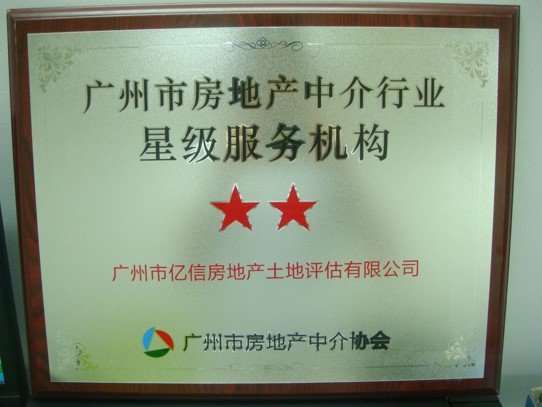 广州市房地产中介行业
星级服务机构
广州市亿信房地产土地评估有限公司
广州市房地产中介协会